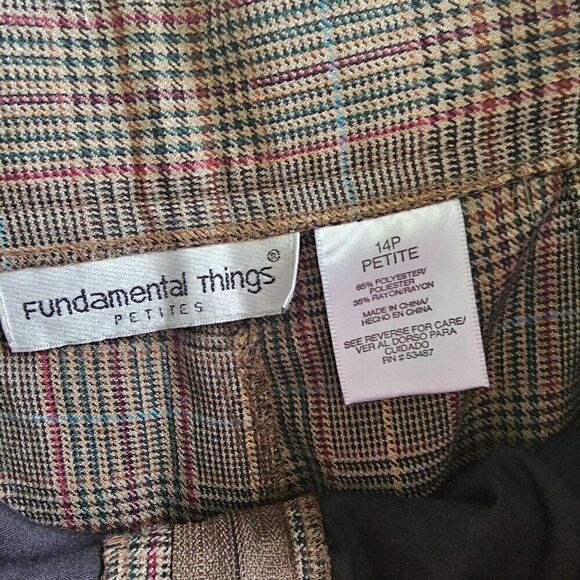 Fundamental Things®
PETITES
14P
PETITE
65% POLYESTER/
POLIESTER
35% RAYON/RAYON
MADE IN CHINA/
HECHO EN CHINA
SEE REVERSE FOR CARE/
VER AL DORSO PARA
CUIDADO
RN # 53487